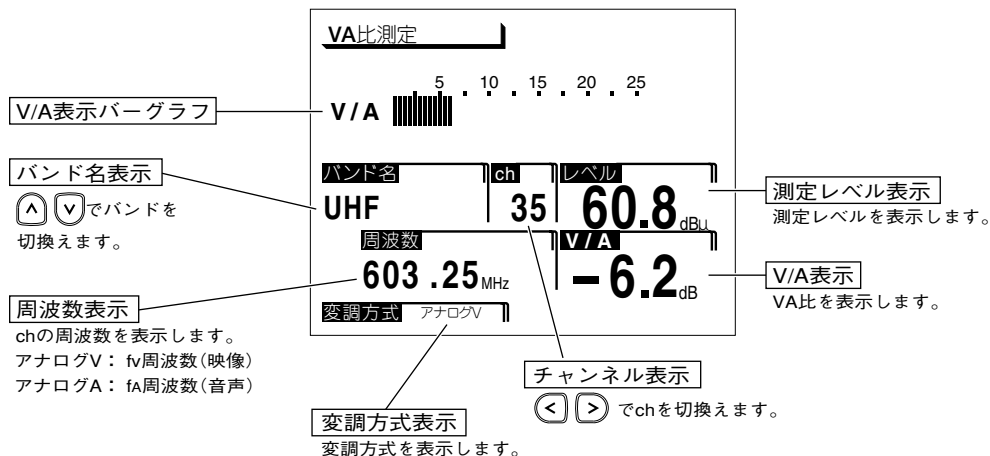 VA比測定
5 10 15 20 25
V/A
V/A表示バーグラフ
バンド名表示
でバンドを
切換えます。
周波数表示
chの周波数を表示します。
アナログV：fv周波数(映像)
アナログA：fA周波数(音声)
バンド名
UHF
ch
35
レベル
60.8dBμ
周波数
603.25MHz
V/A
-6.2dB
変調方式 アナログV
測定レベル表示
測定レベルを表示します。
V/A表示
VA比を表示します。
チャンネル表示
でchを切換えます。
変調方式表示
変調方式を表示します。